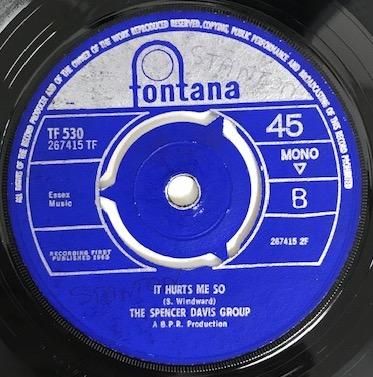 ALL RIGHTS OF THE RECORD PRODUCER AND OF THE OWNER OF THE WORK REPRODUCED RESERVED. COPYING, PUBLIC PERFORMANCE AND BROADCASTING OF THIS RECORD PROHIBITED
STANTON
fontana
TF 530
267415 TF
45
MONO
B
Essex
Music
267415 2F
RECORDING FIRST
PUBLISHED 1965
IT HURTS ME SO
(S. Windward)
THE SPENCER DAVIS GROUP
A B.P.R. Production